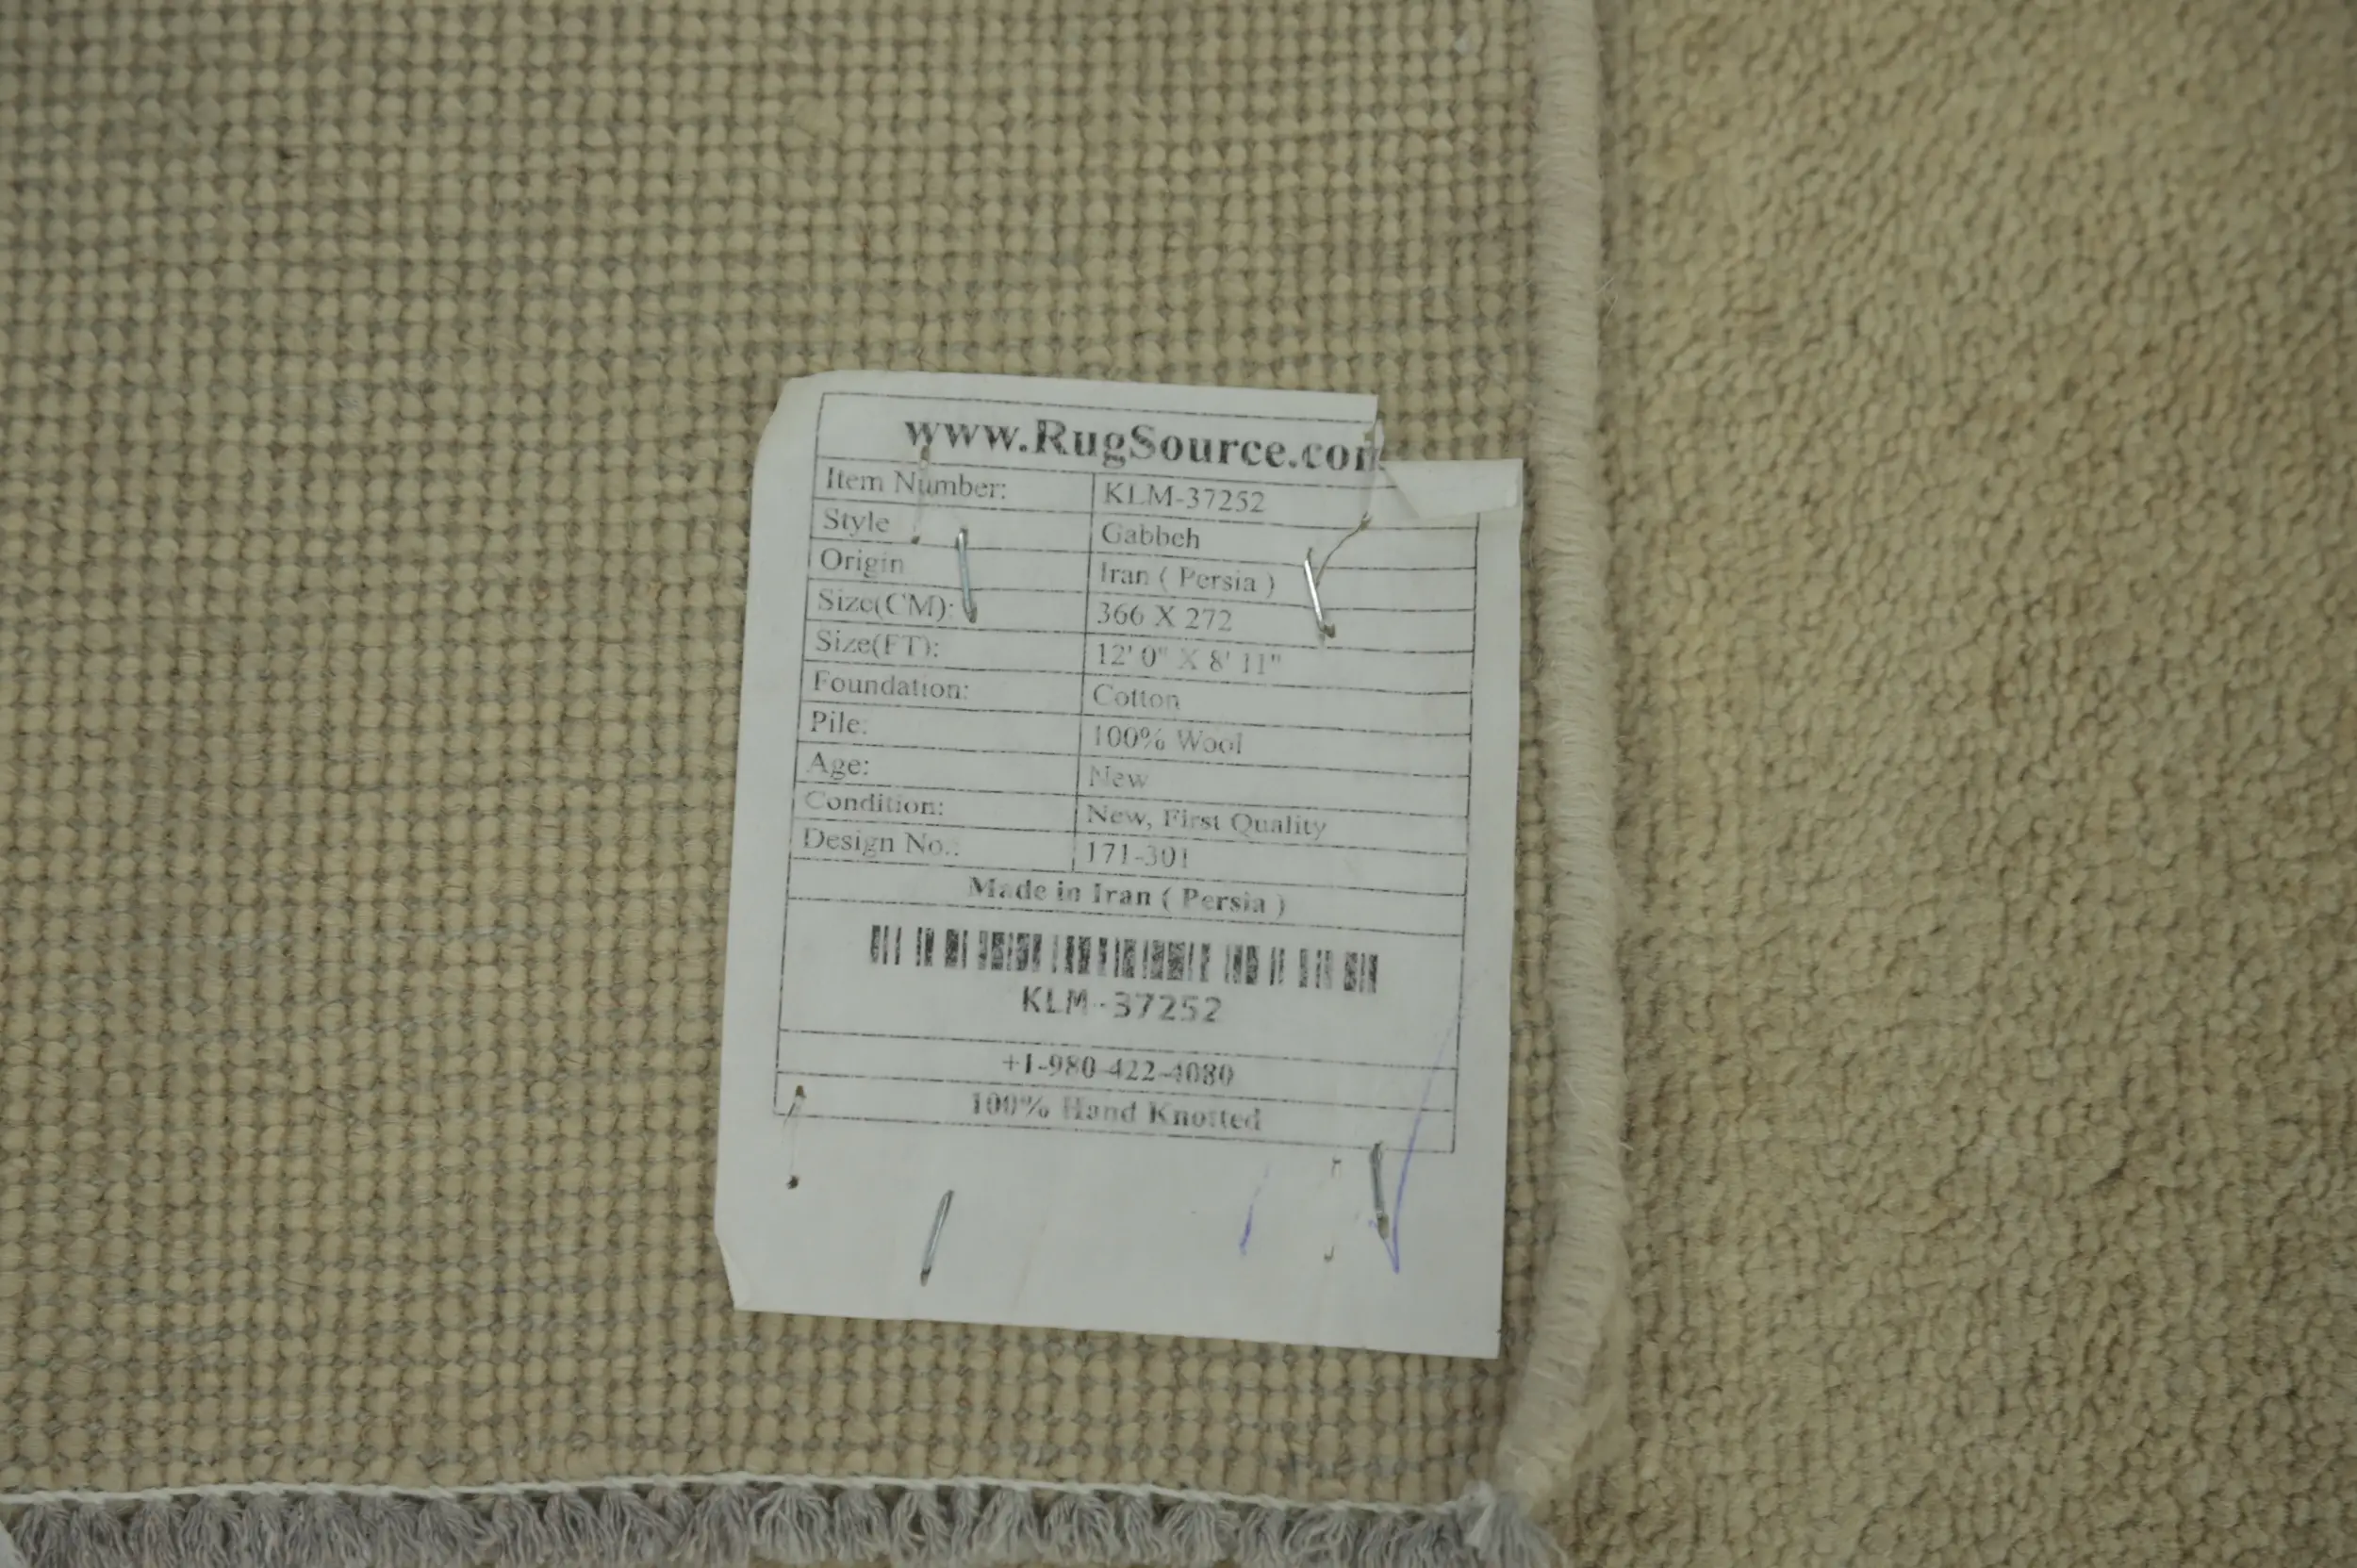 www.RugSource.com
Item Number: KLM-37252
Style Gabbeh
Origin Iran ( Persia )
Size(CM): 366 X 272
Size(FT): 12' 0" X 8' 11"
Foundation: Cotton
Pile: 100% Wool
Age: New
Condition: New, First Quality
Design No.: 171-301
Made in Iran ( Persia )
KLM-37252
+1-980-422-4080
100% Hand Knotted